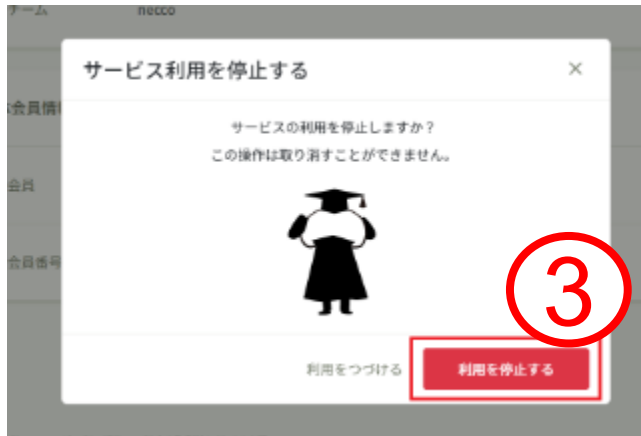 チーム necco
サービス利用を停止する ×
会員情
サービスの利用を停止しますか？
この操作は取り消すことができません。
会員
会員番号
③
利用をつづける 利用を停止する